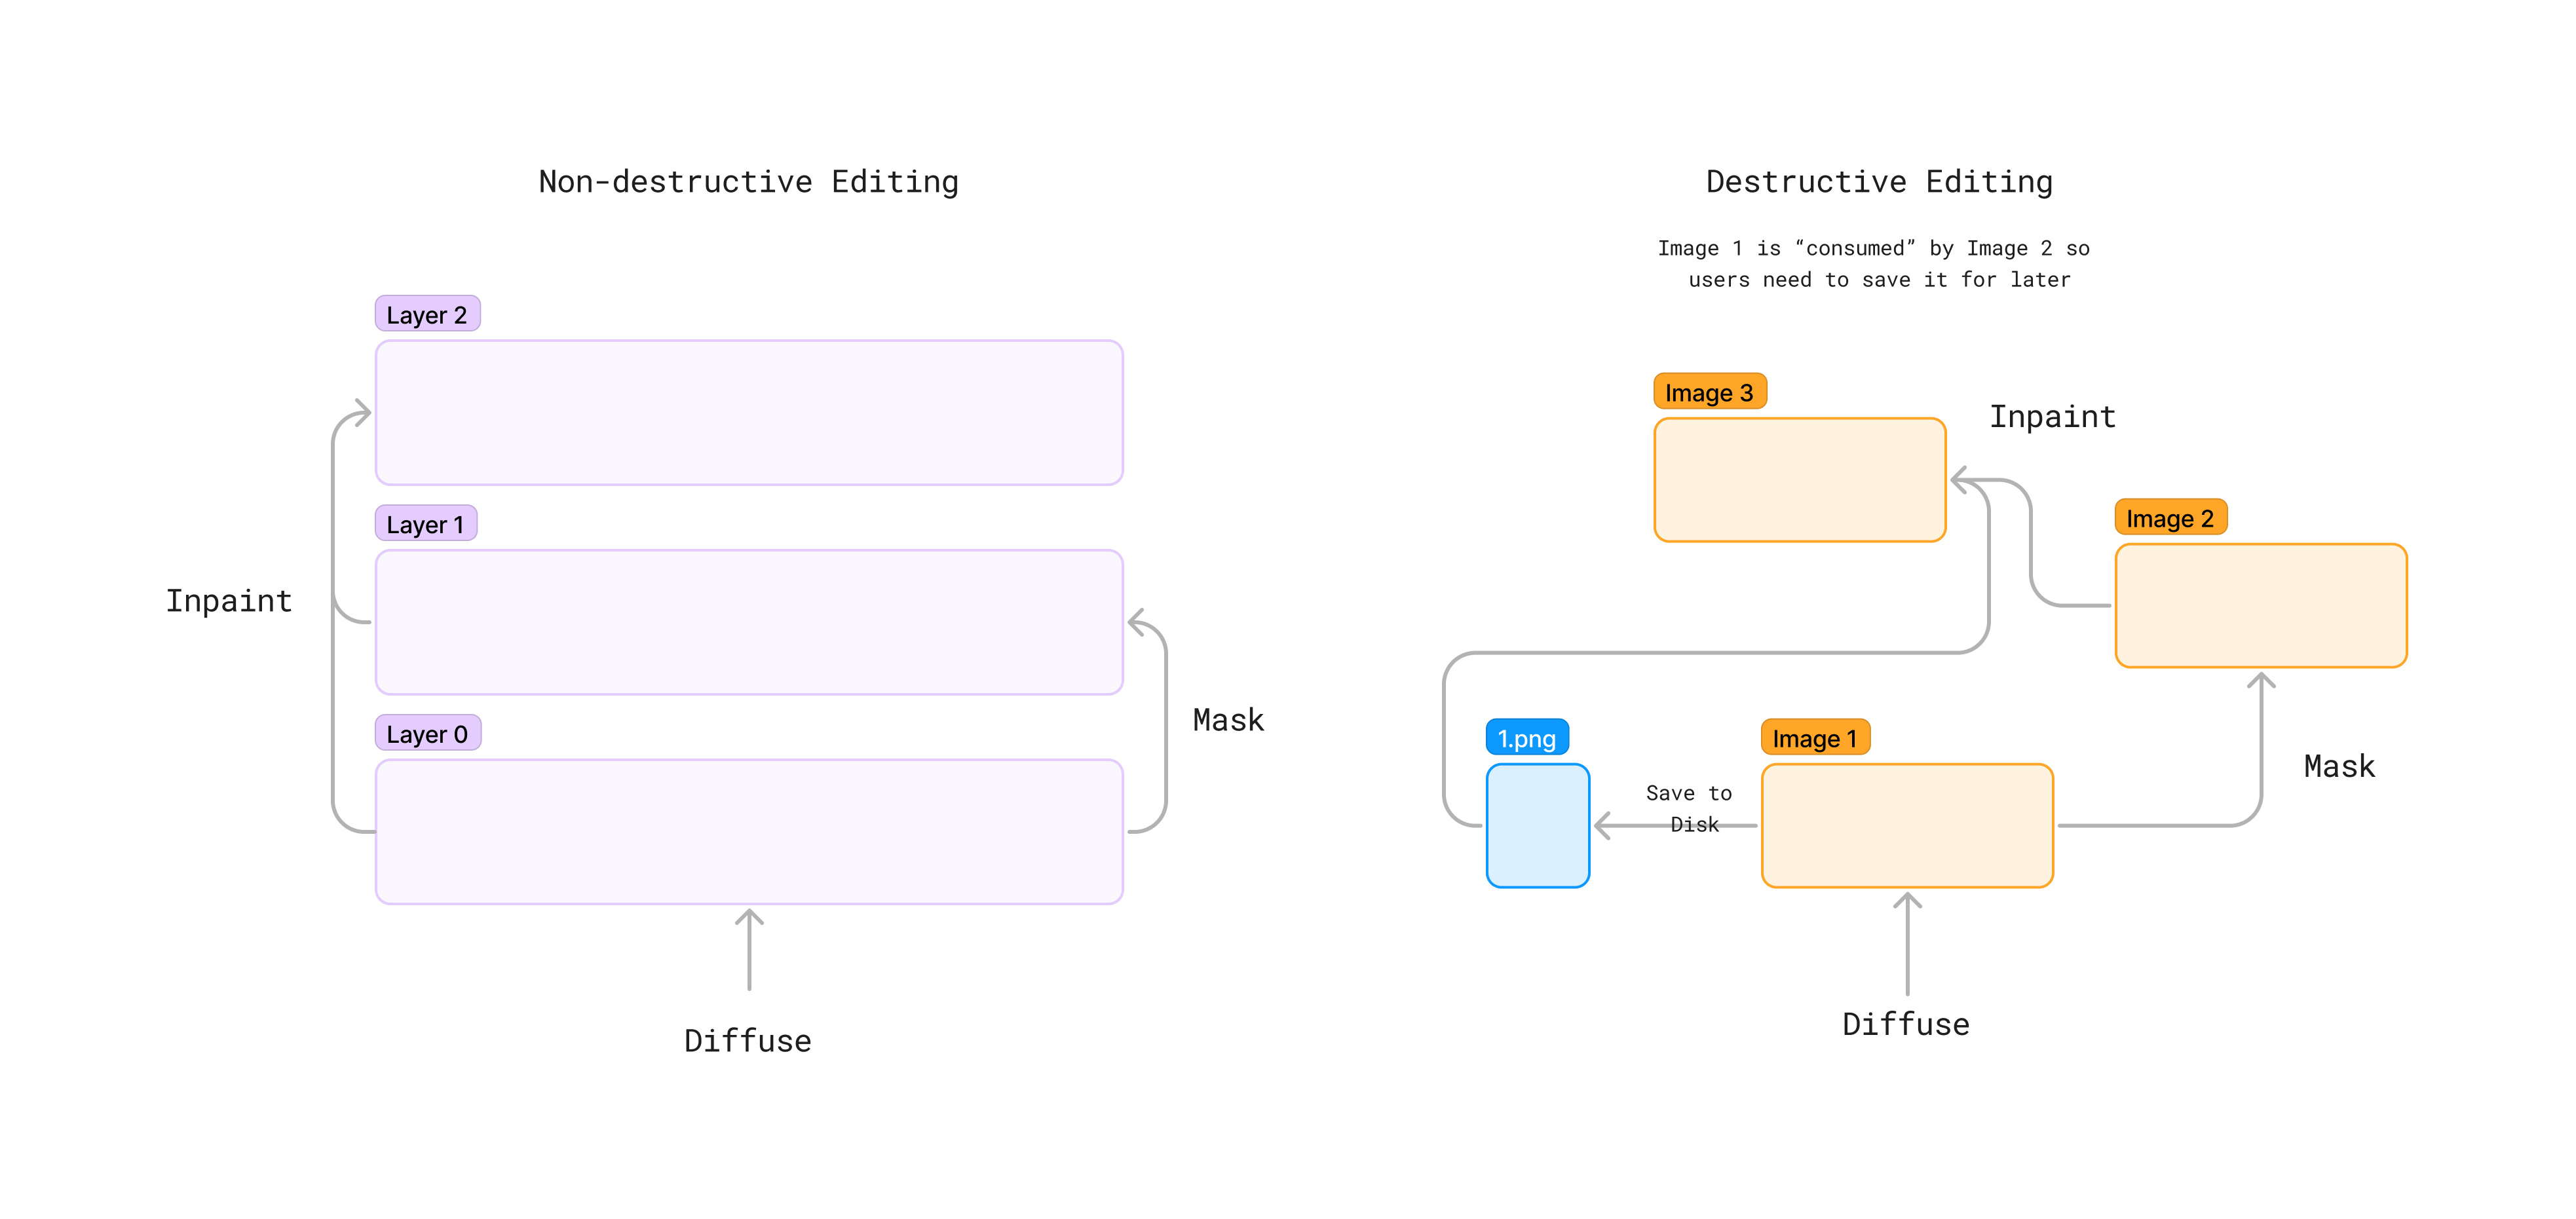 Non-destructive Editing
Layer 2
Layer 1
Inpaint
Layer 0
Mask
Diffuse
Destructive Editing
Image 1 is “consumed” by Image 2 so
users need to save it for later
Image 3
Inpaint
Image 2
1.png
Image 1
Save to
Disk
Mask
Diffuse